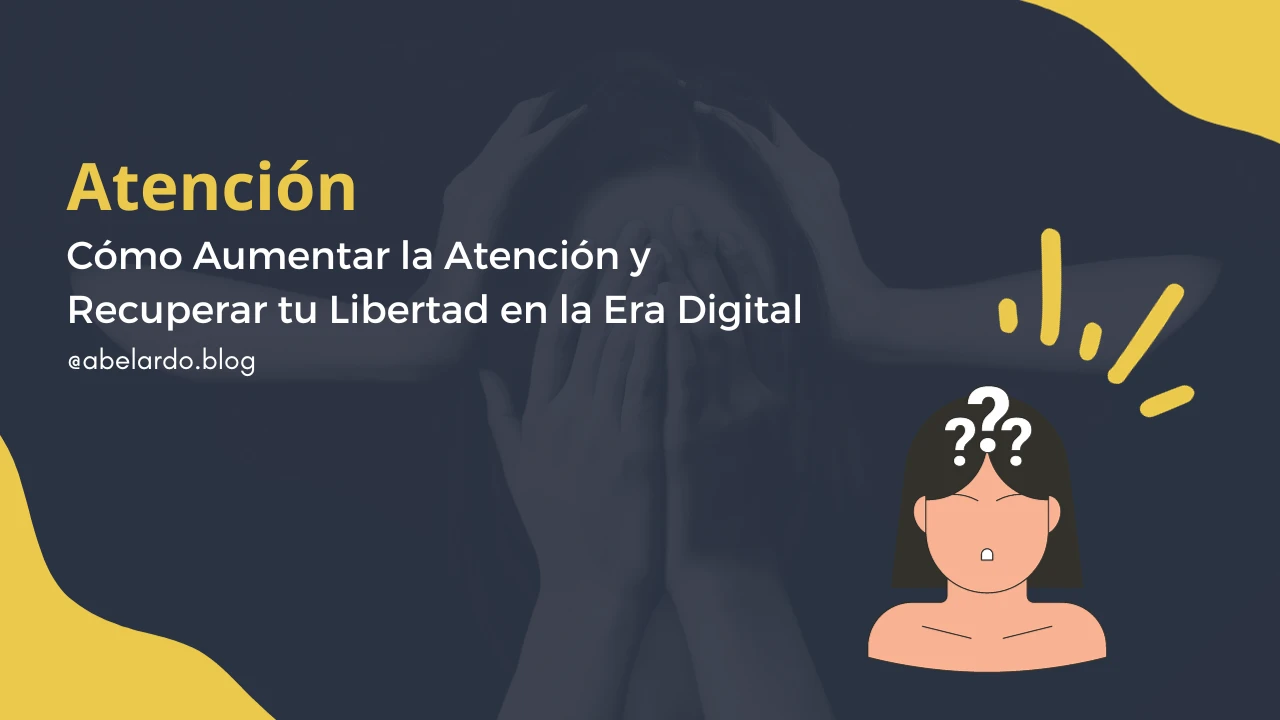 Atención
Cómo Aumentar la Atención y
Recuperar tu Libertad en la Era Digital
@abelardo.blog
?
? ?